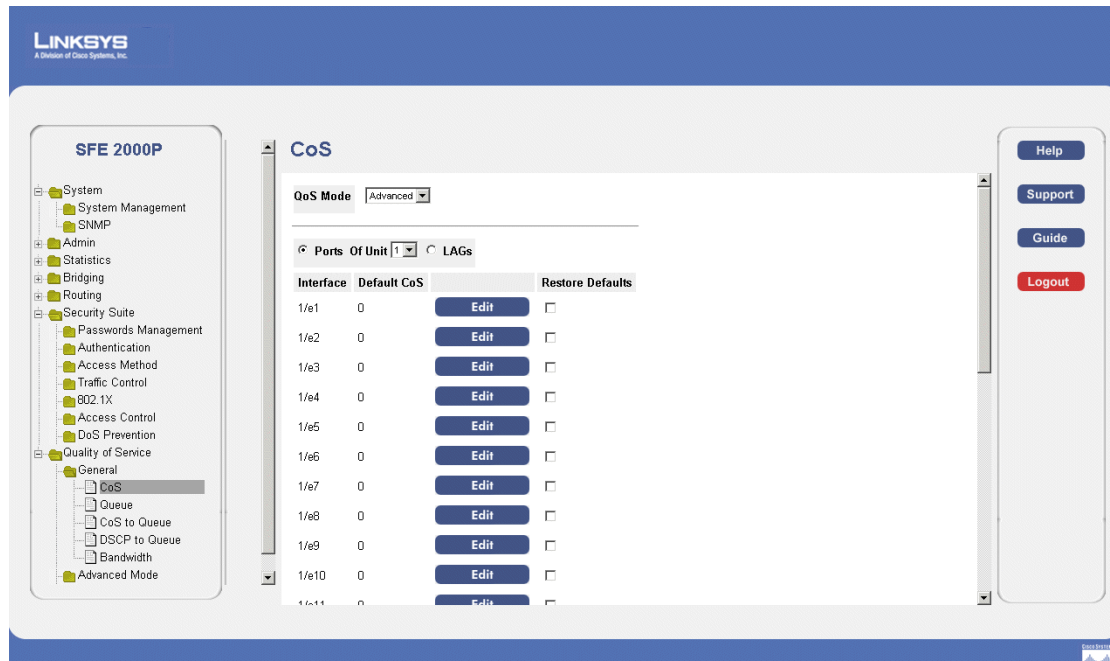 LINKSYS
A Division of Cisco Systems, Inc.
SFE 2000P
System
System Management
SNMP
Admin
Statistics
Bridging
Routing
Security Suite
Passwords Management
Authentication
Access Method
Traffic Control
802.1X
Access Control
DoS Prevention
Quality of Service
General
CoS
Queue
CoS to Queue
DSCP to Queue
Bandwidth
Advanced Mode
CoS
QoS Mode Advanced
Ports Of Unit 1 LAGs
Interface Default CoS Restore Defaults
1/e1 0 Edit
1/e2 0 Edit
1/e3 0 Edit
1/e4 0 Edit
1/e5 0 Edit
1/e6 0 Edit
1/e7 0 Edit
1/e8 0 Edit
1/e9 0 Edit
1/e10 0 Edit
1/e11 0 Edit
Help
Support
Guide
Logout